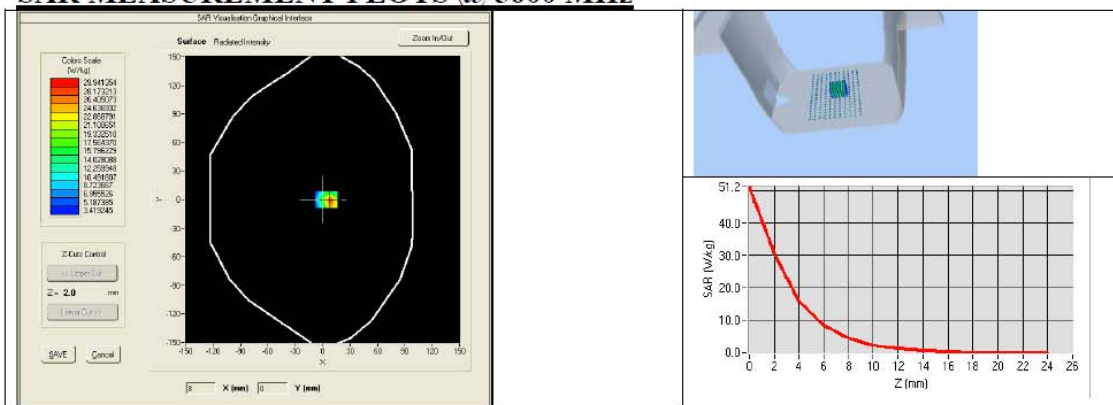 SAR MEASUREMENT PLOTS @ 5600 MHz
SAR Visualisation Graphical Interface
Surface Radiated Intensity
Zoom In/Out
Colors Scale
(W/kg)
29.941354
28.173213
26.405073
24.636932
22.868791
21.100651
19.332510
17.564370
15.796229
14.028088
12.259948
10.491807
8.723667
6.955526
5.187385
3.419245
Z-Cuts Control
Z = 2.0 mm
SAVE
Cancel
150-
120-
90-
60-
30-
Y 0-
-30-
-60-
-90-
-120-
-150-
-150 -120 -90 -60 -30 0 30 60 90 120 150
X
8 X (mm) 0 Y (mm)
51.2
40.0
30.0
20.0
10.0
0.0
SAR (W/kg)
0 2 4 6 8 10 12 14 16 18 20 22 24 26
Z (mm)